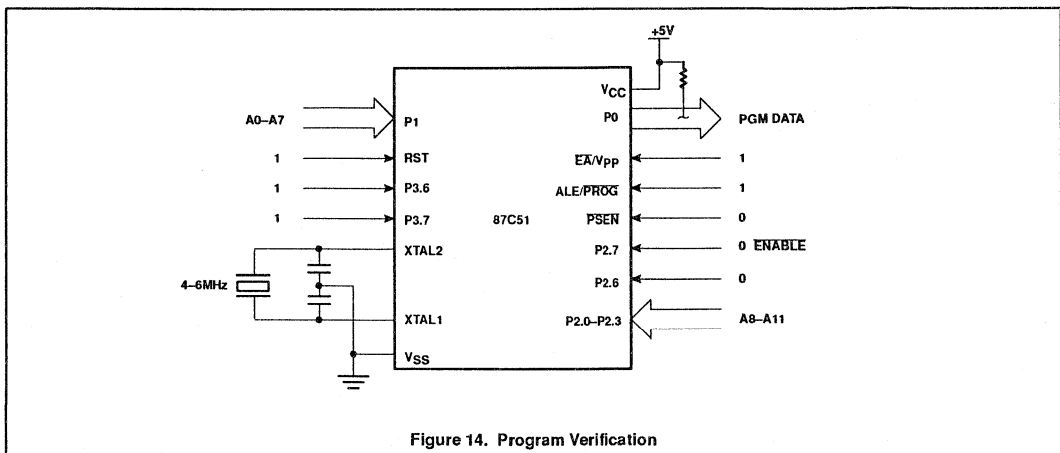 +5V
VCC
A0–A7
P1
P0
PGM DATA
1
RST
EA/VPP
1
1
P3.6
ALE/PROG
1
1
P3.7
87C51
PSEN
0
XTAL2
P2.7
0 ENABLE
4–6MHz
P2.6
0
XTAL1
P2.0–P2.3
A8–A11
VSS
Figure 14. Program Verification